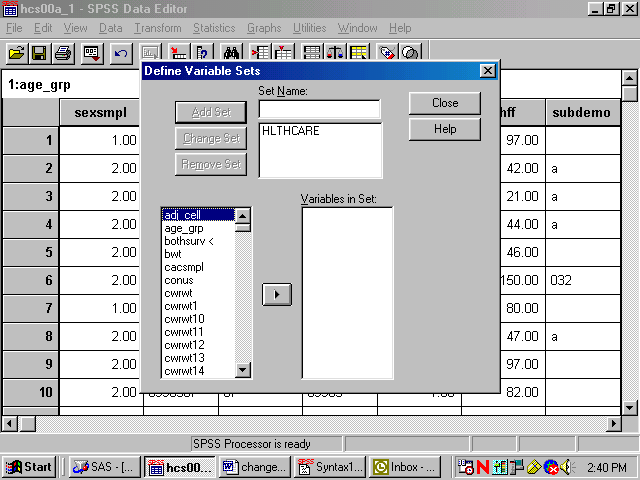 hcs00a_1 - SPSS Data Editor
File Edit View Data Transform Statistics Graphs Utilities Window Help
Define Variable Sets
1:age_grp
Set Name:
Add Set
Change Set
Remove Set
HLTHCARE
Close
Help
Variables in Set:
adj_cell
age_grp
bothsurv <
bwt
cacsmpl
conus
cwrwt
cwrwt1
cwrwt10
cwrwt11
cwrwt12
cwrwt13
cwrwt14
sexsmpl hff subdemo
1 1.00 97.00
2 2.00 42.00 a
3 2.00 21.00 a
4 2.00 44.00 a
5 2.00 46.00
6 2.00 150.00 032
7 1.00 80.00
8 2.00 47.00 a
9 2.00 97.00
10 2.00 82.00
SPSS Processor is ready
Start SAS - [... hcs00... change... Syntax1... Inbox - ... 2:40 PM